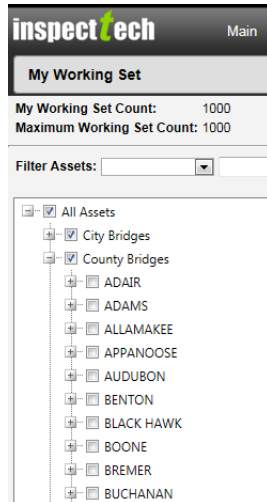 inspecttech Main
My Working Set
My Working Set Count: 1000
Maximum Working Set Count: 1000
Filter Assets:
All Assets
City Bridges
County Bridges
ADAIR
ADAMS
ALLAMAKEE
APPANOOSE
AUDUBON
BENTON
BLACK HAWK
BOONE
BREMER
BUCHANAN